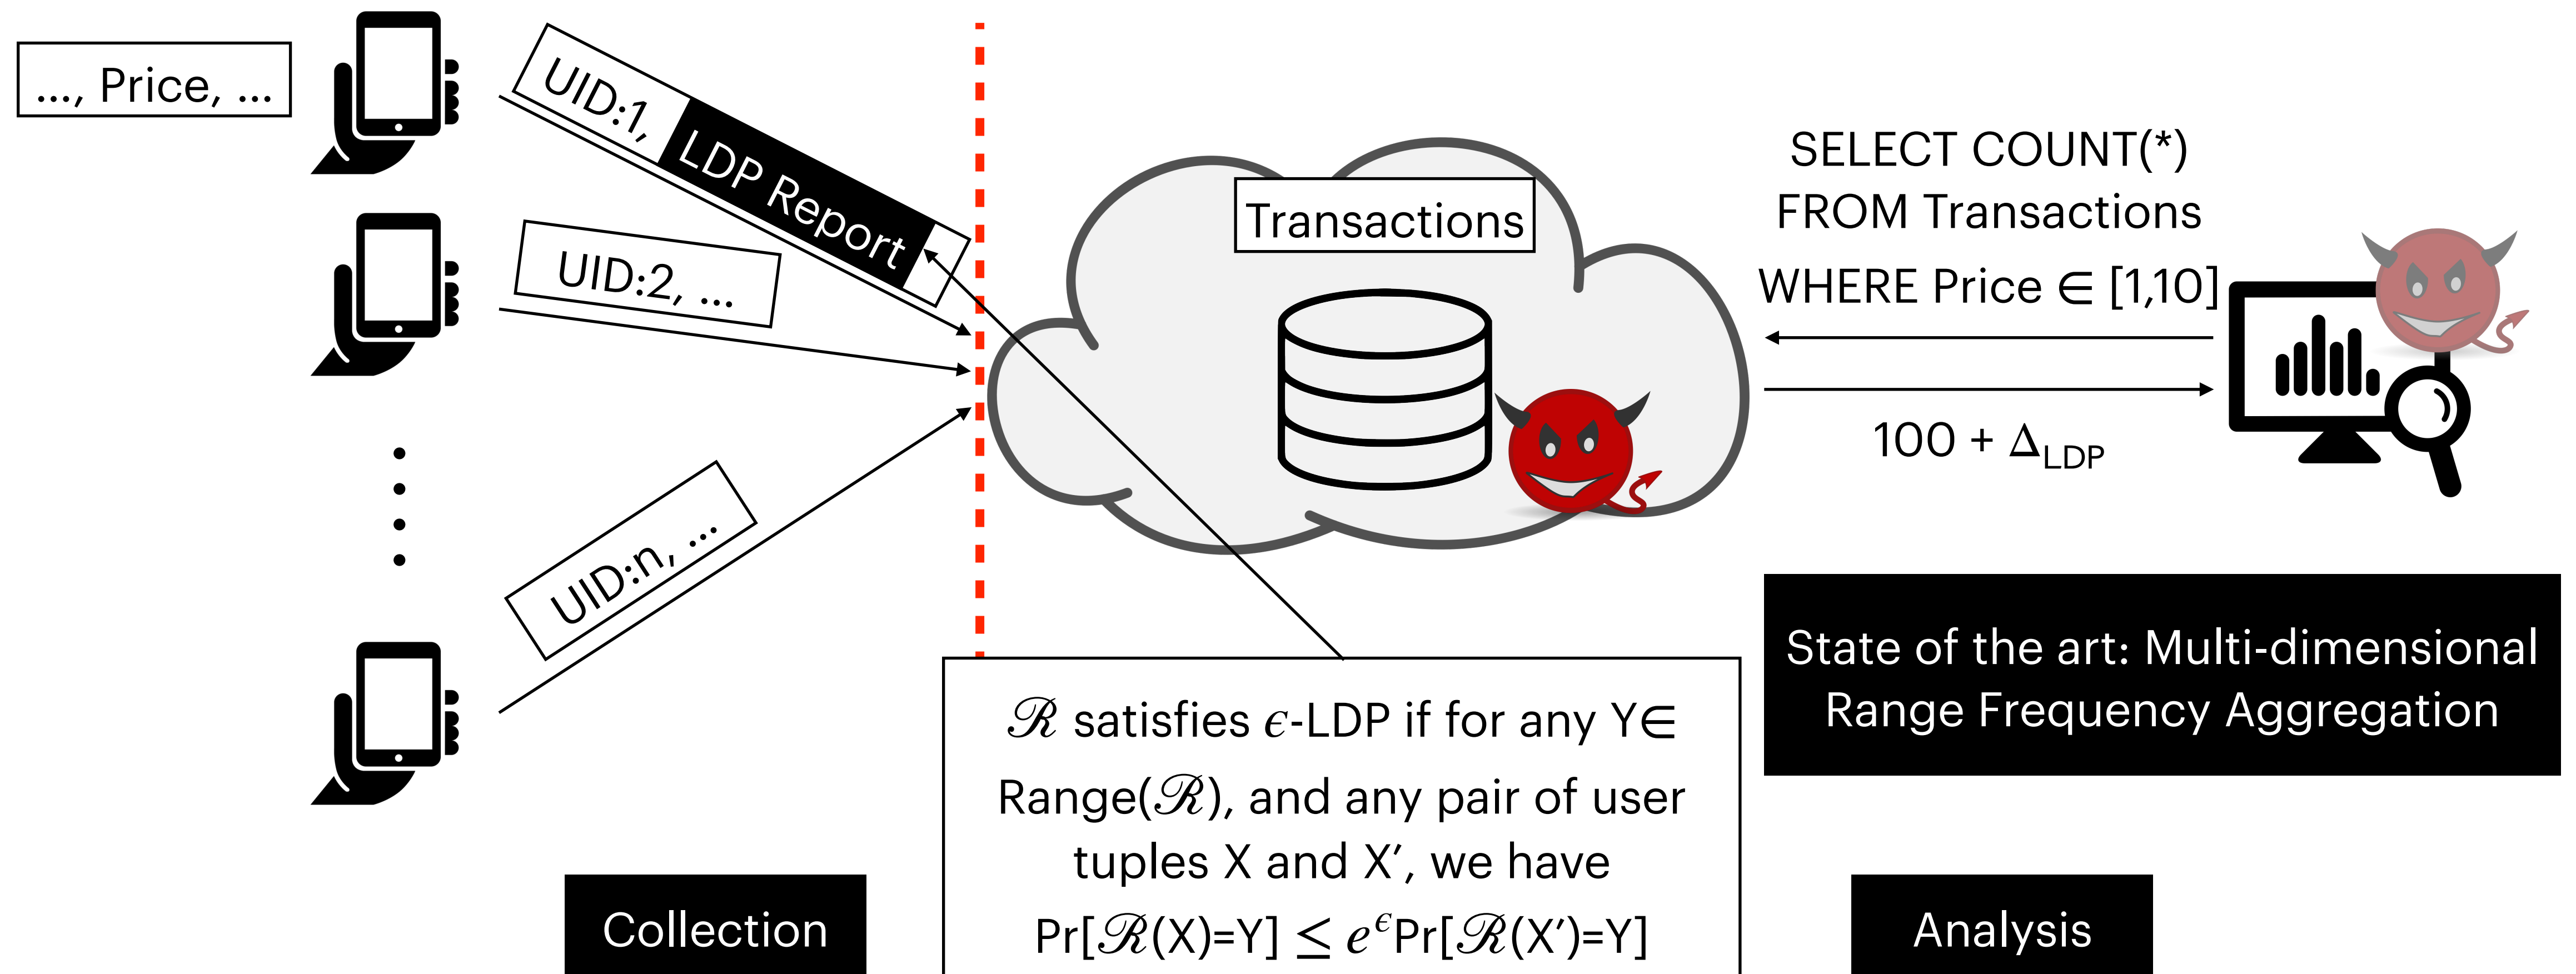 ..., Price, ...
UID:1, LDP Report
UID:2, ...
UID:n, ...
Transactions
SELECT COUNT(*)
FROM Transactions
WHERE Price ∈ [1,10]
100 + Δ_LDP
State of the art: Multi-dimensional
Range Frequency Aggregation
ℛ satisfies ϵ-LDP if for any Y∈
Range(ℛ), and any pair of user
tuples X and X′, we have
Pr[ℛ(X)=Y] ≤ e^ϵPr[ℛ(X′)=Y]
Collection
Analysis